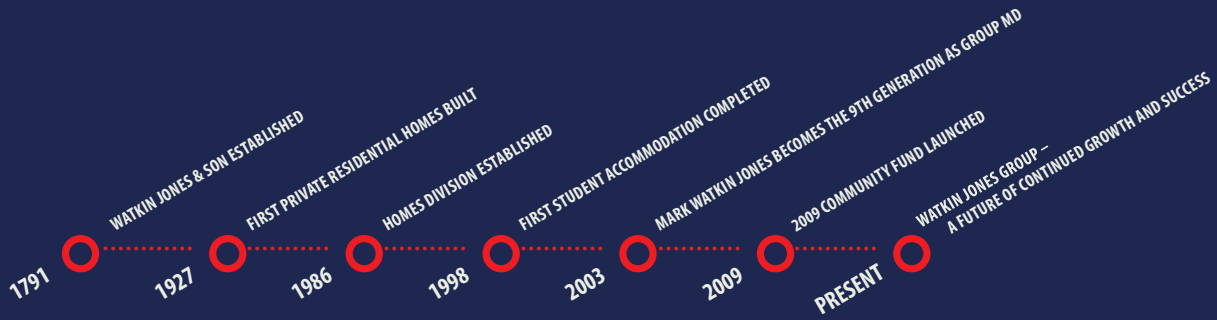 1791
WATKIN JONES & SON ESTABLISHED
1927
FIRST PRIVATE RESIDENTIAL HOMES BUILT
1986
HOMES DIVISION ESTABLISHED
1998
FIRST STUDENT ACCOMMODATION COMPLETED
2003
MARK WATKIN JONES BECOMES THE 9TH GENERATION AS GROUP MD
2009
2009 COMMUNITY FUND LAUNCHED
PRESENT
WATKIN JONES GROUP –
A FUTURE OF CONTINUED GROWTH AND SUCCESS